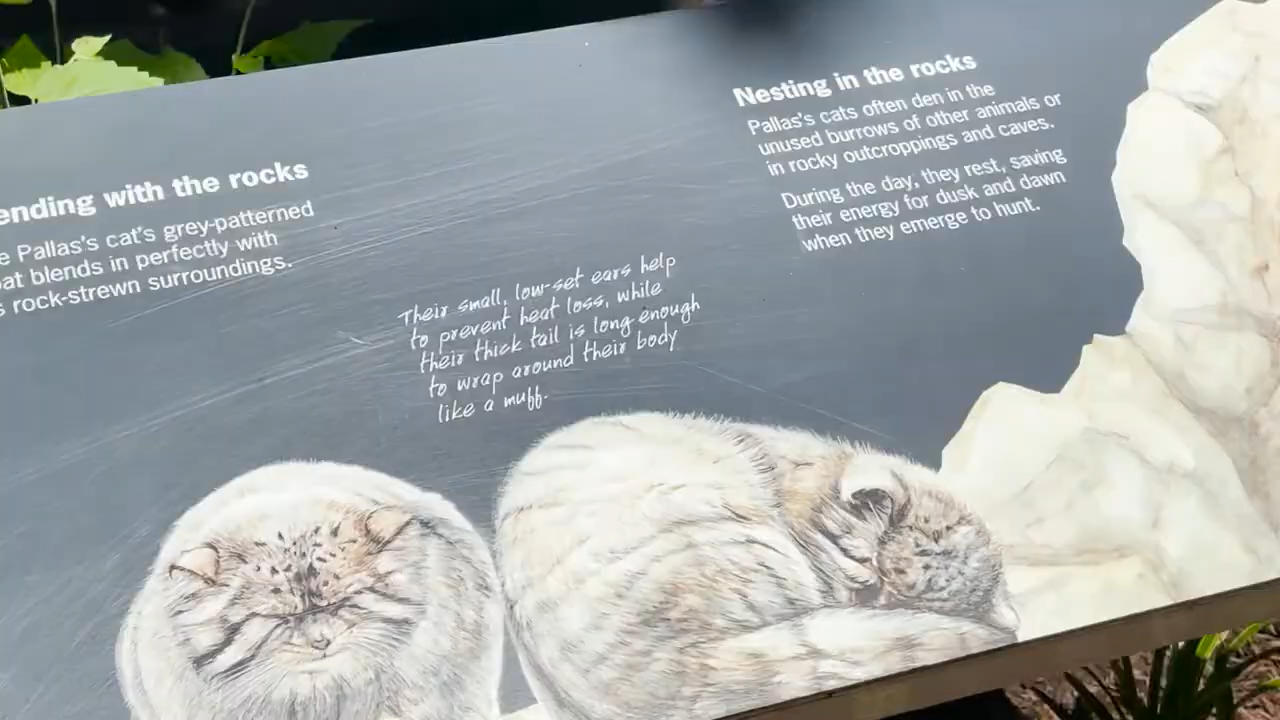 ending with the rocks
Pallas's cat's grey-patterned
blends in perfectly with
rock-strewn surroundings.
Their small, low-set ears help
to prevent heat loss, while
their thick tail is long enough
to wrap around their body
like a muff.
Nesting in the rocks
Pallas's cats often den in the
unused burrows of other animals or
in rocky outcroppings and caves.
During the day, they rest, saving
their energy for dusk and dawn
when they emerge to hunt.